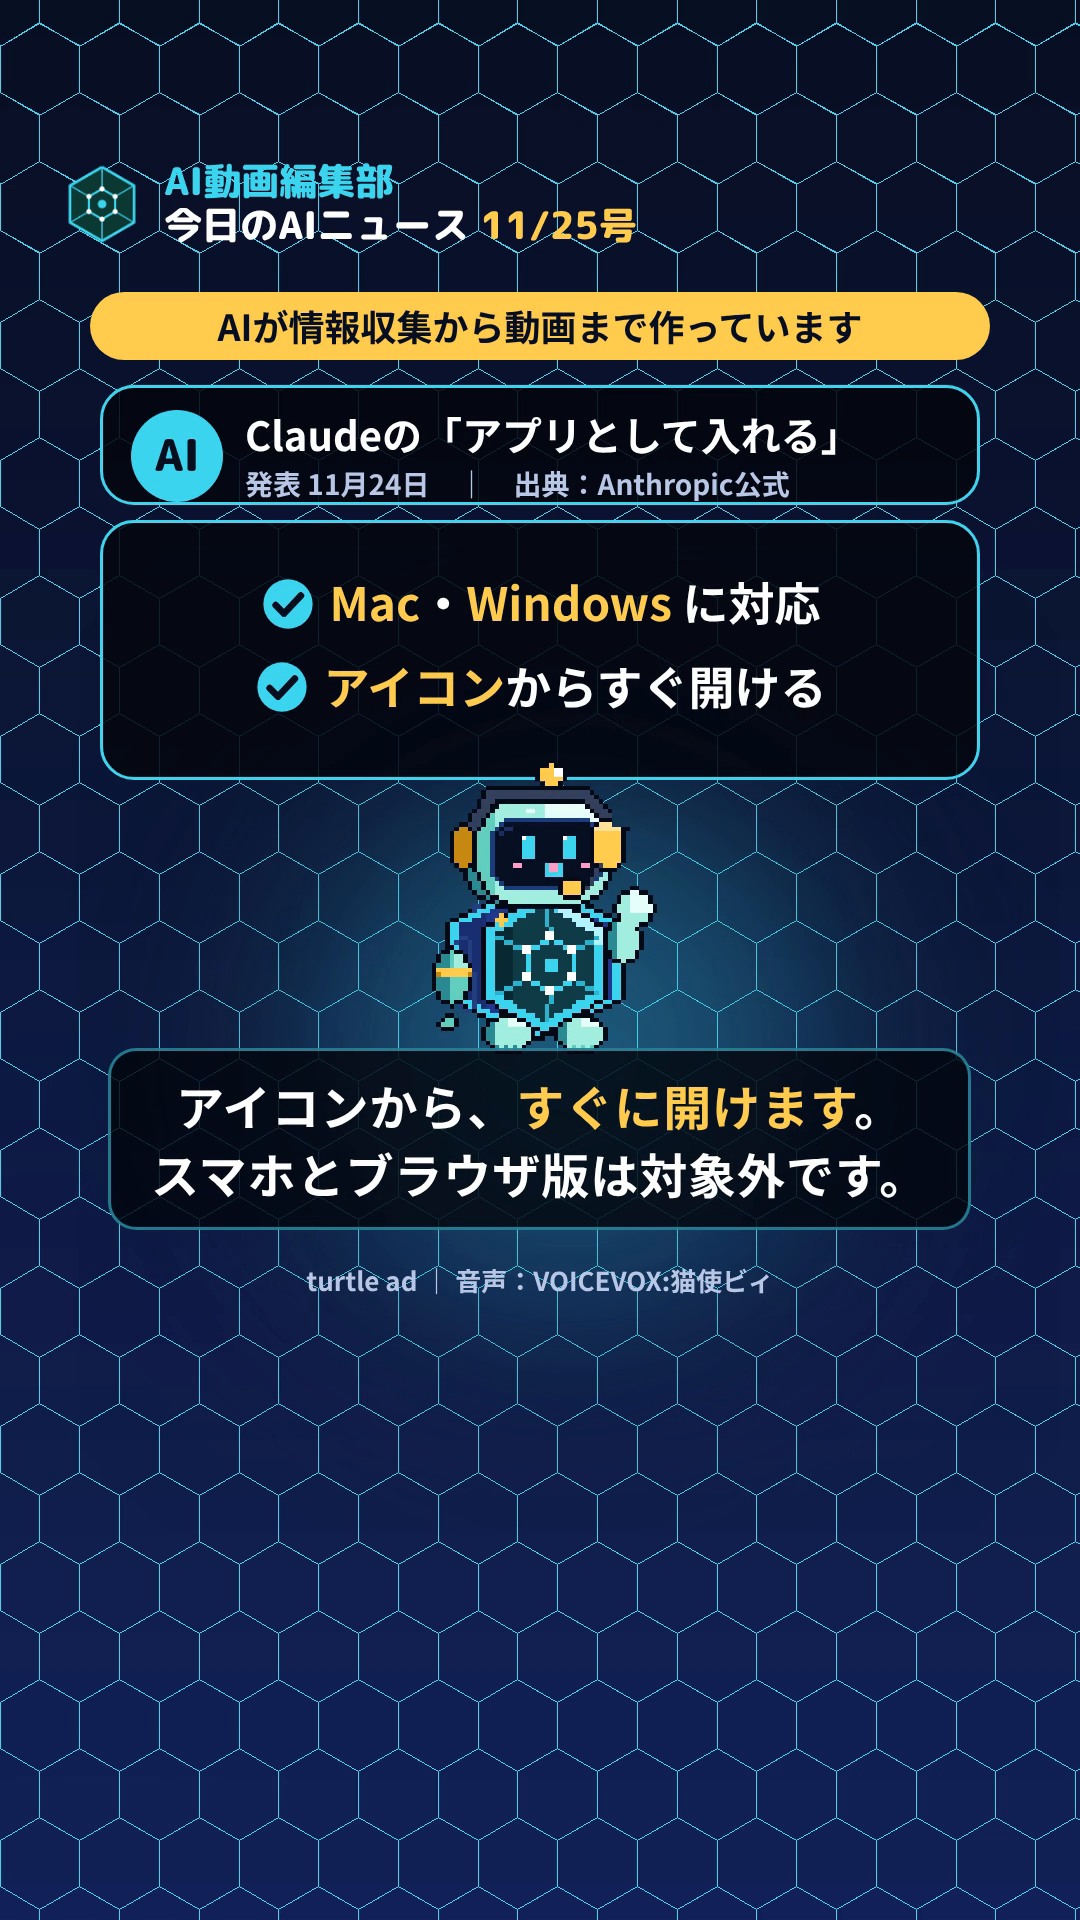 AI動画編集部
今日のAIニュース 11/25号
AIが情報収集から動画まで作っています
AI
Claudeの「アプリとして入れる」
発表 11月24日 ｜ 出典：Anthropic公式
Mac・Windows に対応
アイコンからすぐ開ける
アイコンから、すぐに開けます。
スマホとブラウザ版は対象外です。
turtle ad ｜ 音声：VOICEVOX:猫使ビィ